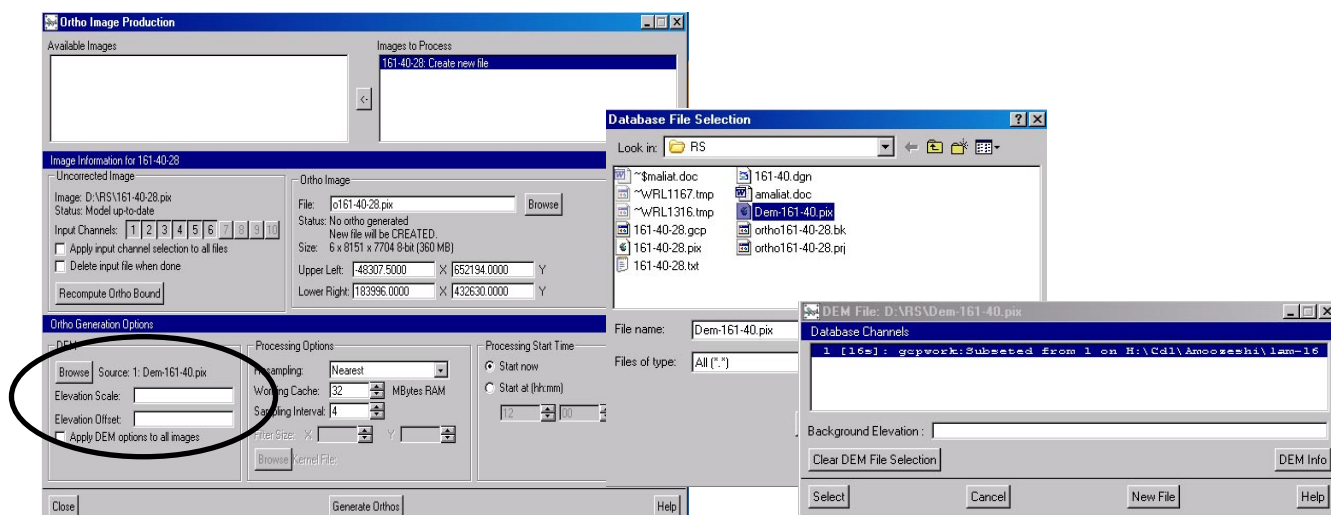 Ortho Image Production
Available Images
Images to Process
161-40-28: Create new file
<-
Image Information for 161-40-28
Uncorrected Image
Image: D:\RS\161-40-28.pix
Status: Model up-to-date
Input Channels: 1 2 3 4 5 6 7 8 9 10
Apply input channel selection to all files
Delete input file when done
Recompute Ortho Bound
Ortho Image
File: o161-40-28.pix Browse
Status: No ortho generated
New file will be CREATED.
Size: 6 x 8151 x 7704 8-bit (360 MB)
Upper Left: -48307.5000 X 652194.0000 Y
Lower Right: 183996.0000 X 432630.0000 Y
Ortho Generation Options
DEM
Browse Source: 1: Dem-161-40.pix
Elevation Scale:
Elevation Offset:
Apply DEM options to all images
Processing Options
Resampling: Nearest
Working Cache: 32 MBytes RAM
Sampling Interval: 4
Filter Size: X Y
Browse Kernel File:
Processing Start Time
Start now
Start at (hh:mm)
12 00
Close
Generate Orthos
Help
Database File Selection
Look in: RS
~$maliat.doc
~WRL1167.tmp
~WRL1316.tmp
161-40-28.gcp
161-40-28.pix
161-40-28.txt
161-40.dgn
amaliat.doc
Dem-161-40.pix
ortho161-40-28.bk
ortho161-40-28.prj
File name: Dem-161-40.pix
Files of type: All (*.*)
DEM File: D:\RS\Dem-161-40.pix
Database Channels
1 [16s]: gcpwork:Subseted from 1 on H:\Cd1\Amoozeshi\lam-16
Background Elevation :
Clear DEM File Selection
DEM Info
Select
Cancel
New File
Help